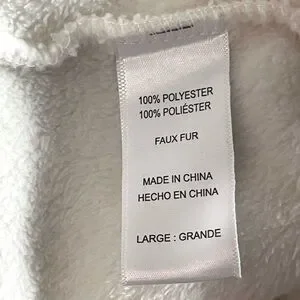 100% POLYESTER
100% POLIÉSTER
FAUX FUR
MADE IN CHINA
HECHO EN CHINA
LARGE : GRANDE